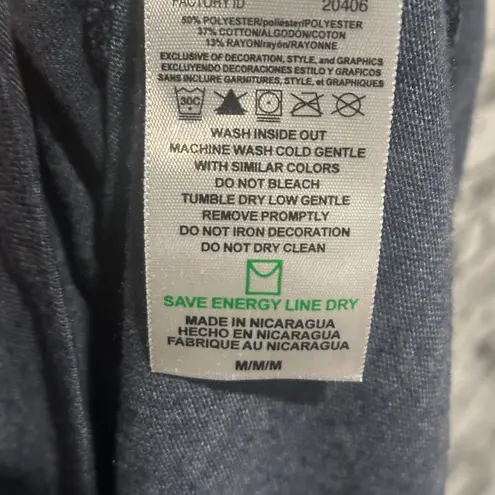 FACTORY ID 20406
50% POLYESTER/poliéster/POLYESTER
37% COTTON/ALGODÓN/COTON
13% RAYON/rayón/RAYONNE
EXCLUSIVE OF DECORATION, STYLE, and GRAPHICS
EXCLUYENDO DECORACIONES ESTILO Y GRAFICOS
SANS INCLURE GARNITURES, STYLE, et GRAPHIQUES
30C
WASH INSIDE OUT
MACHINE WASH COLD GENTLE
WITH SIMILAR COLORS
DO NOT BLEACH
TUMBLE DRY LOW GENTLE
REMOVE PROMPTLY
DO NOT IRON DECORATION
DO NOT DRY CLEAN
SAVE ENERGY LINE DRY
MADE IN NICARAGUA
HECHO EN NICARAGUA
FABRIQUE AU NICARAGUA
M/M/M